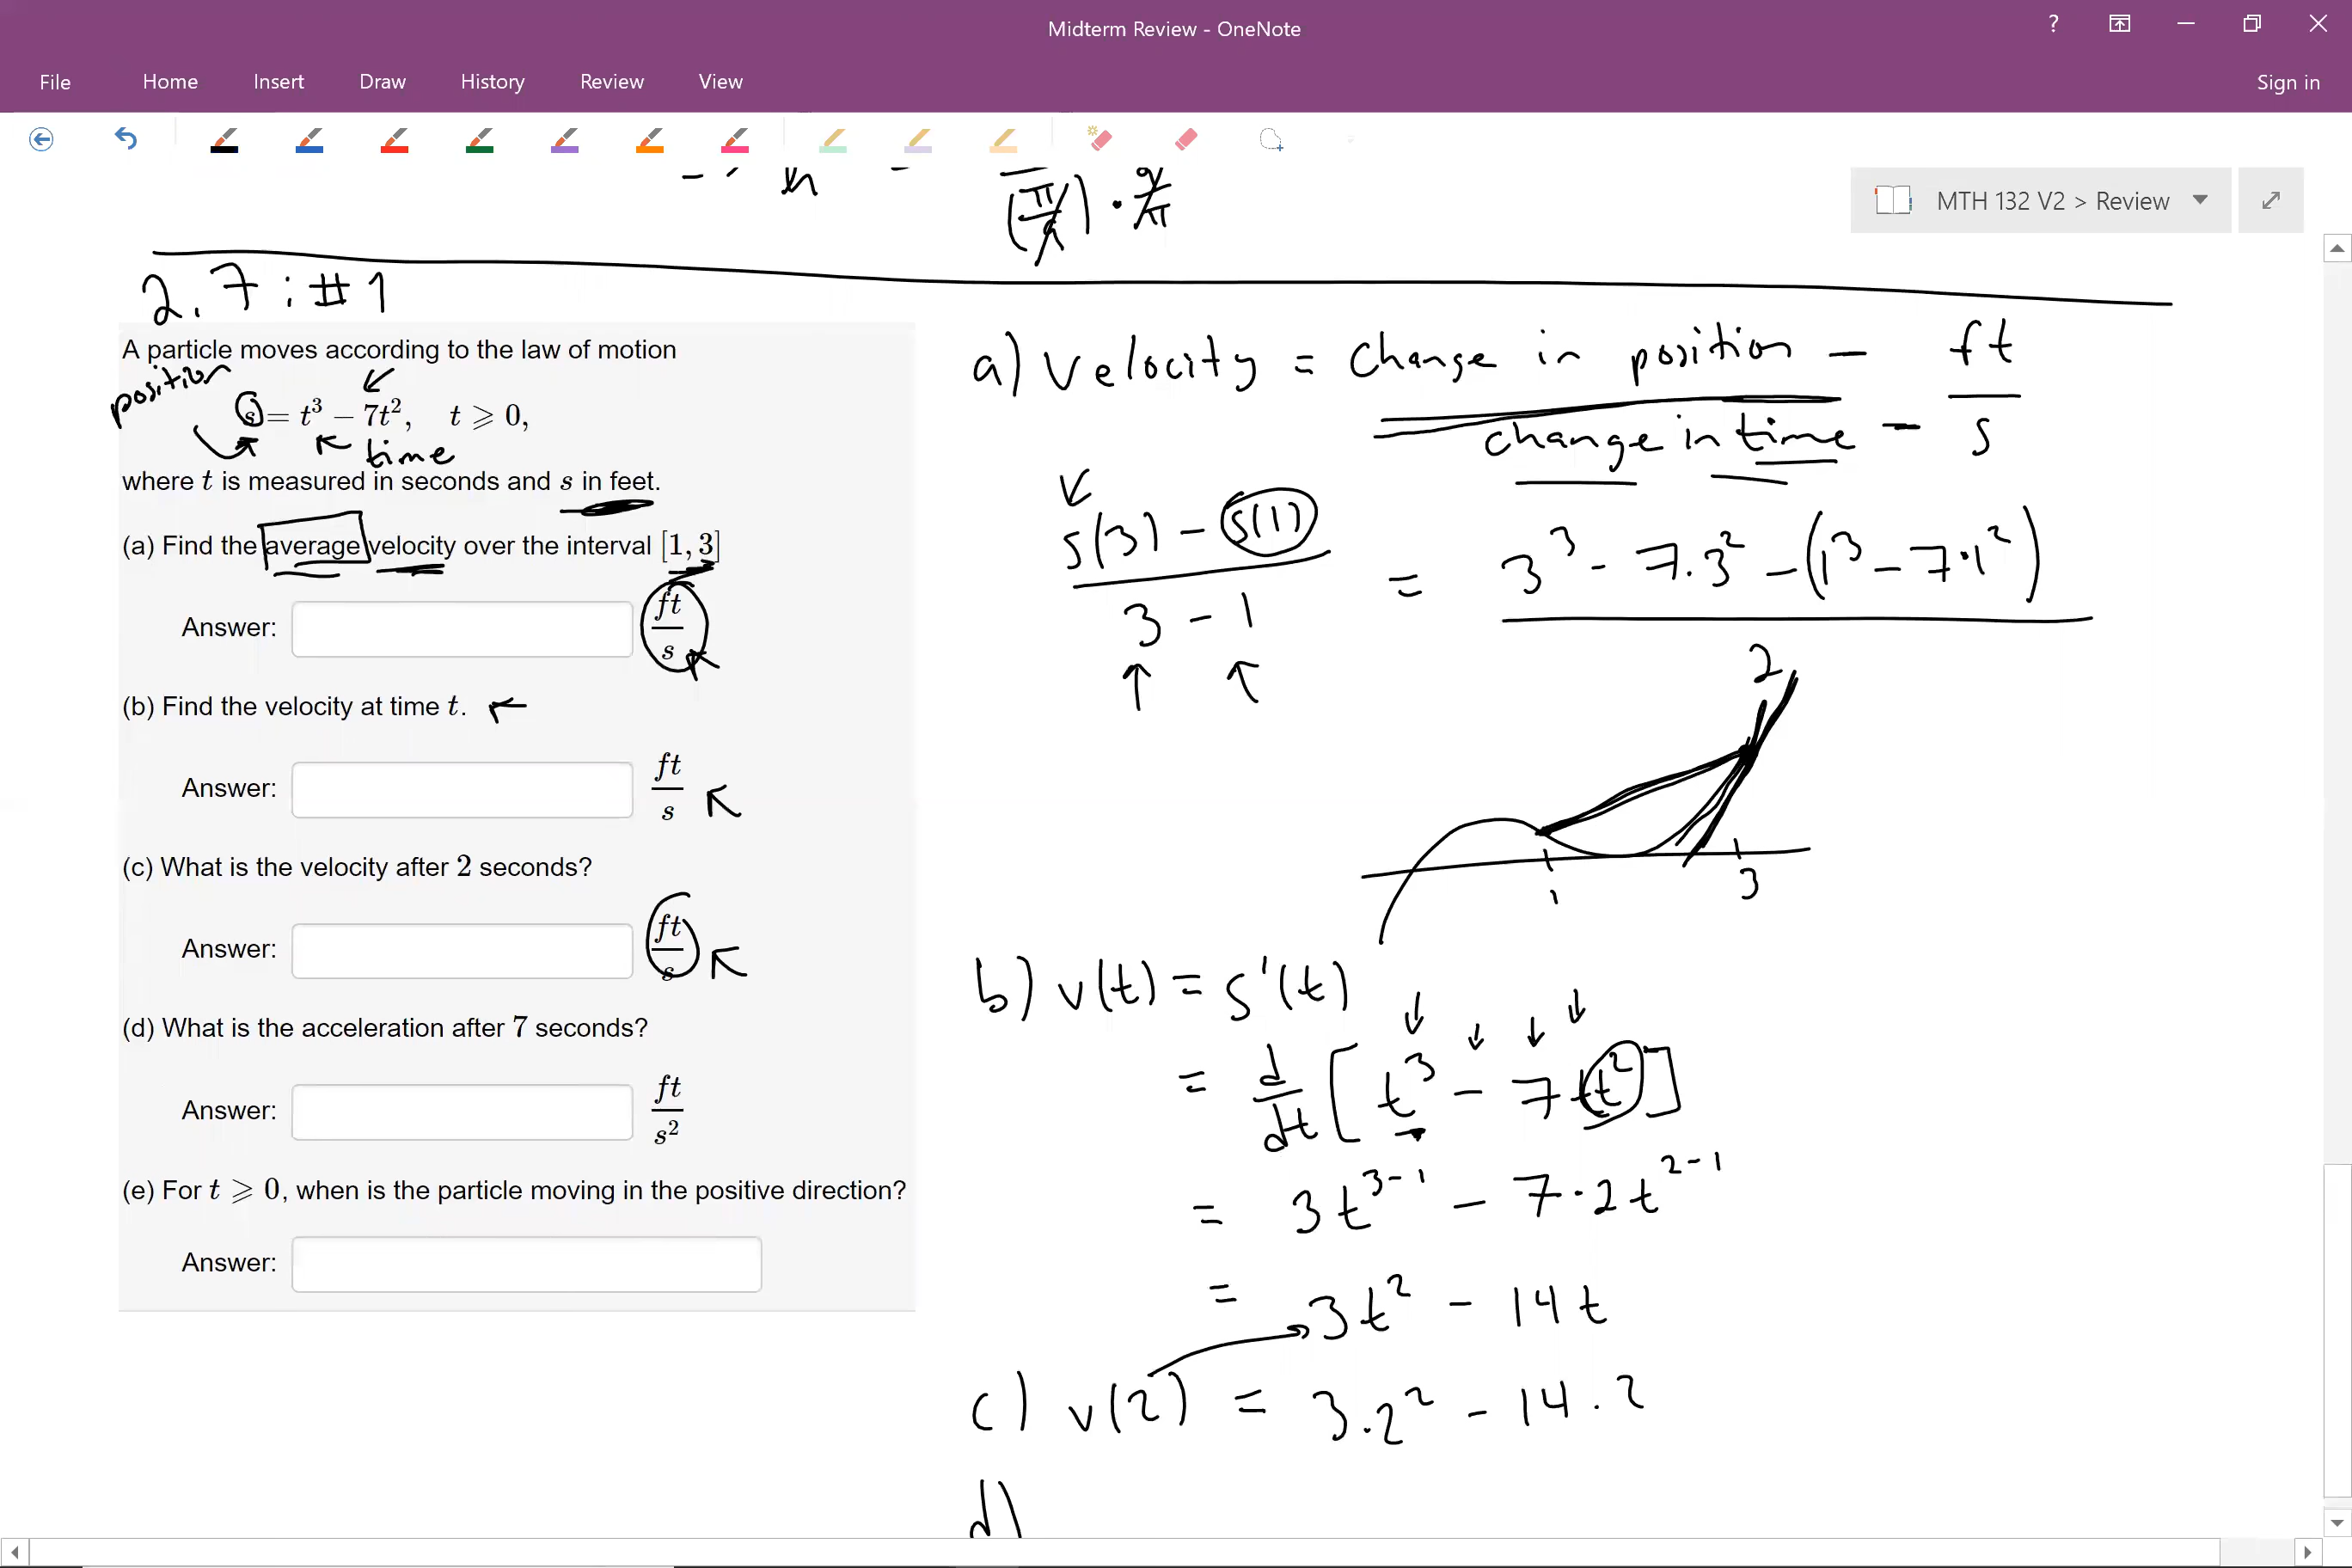 Midterm Review - OneNote
?
File Home Insert Draw History Review View Sign in
MTH 132 V2 > Review
h =
(π/9) · 9/π
2.7 : #1
A particle moves according to the law of motion
position
s = t³ − 7t², t ⩾ 0,
time
where t is measured in seconds and s in feet.
(a) Find the average velocity over the interval [1, 3]
Answer: ft/s
(b) Find the velocity at time t.
Answer: ft/s
(c) What is the velocity after 2 seconds?
Answer: ft/s
(d) What is the acceleration after 7 seconds?
Answer: ft/s²
(e) For t ⩾ 0, when is the particle moving in the positive direction?
Answer:
a) Velocity = change in position — ft
change in time — s
s(3) − s(1) = 3³ − 7·3² − (1³ − 7·1²)
3 − 1
2
1 3
b) v(t) = s'(t)
= d/dt [t³ − 7t²]
= 3t³⁻¹ − 7·2t²⁻¹
= 3t² − 14t
c) v(2) = 3·2² − 14·2
d)